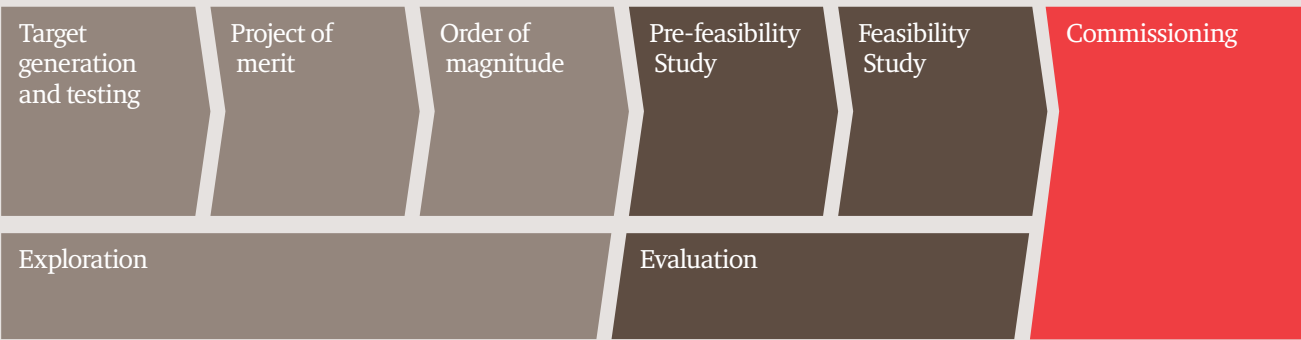 Target
generation
and testing
Project of
merit
Order of
magnitude
Pre-feasibility
Study
Feasibility
Study
Commissioning
Exploration
Evaluation